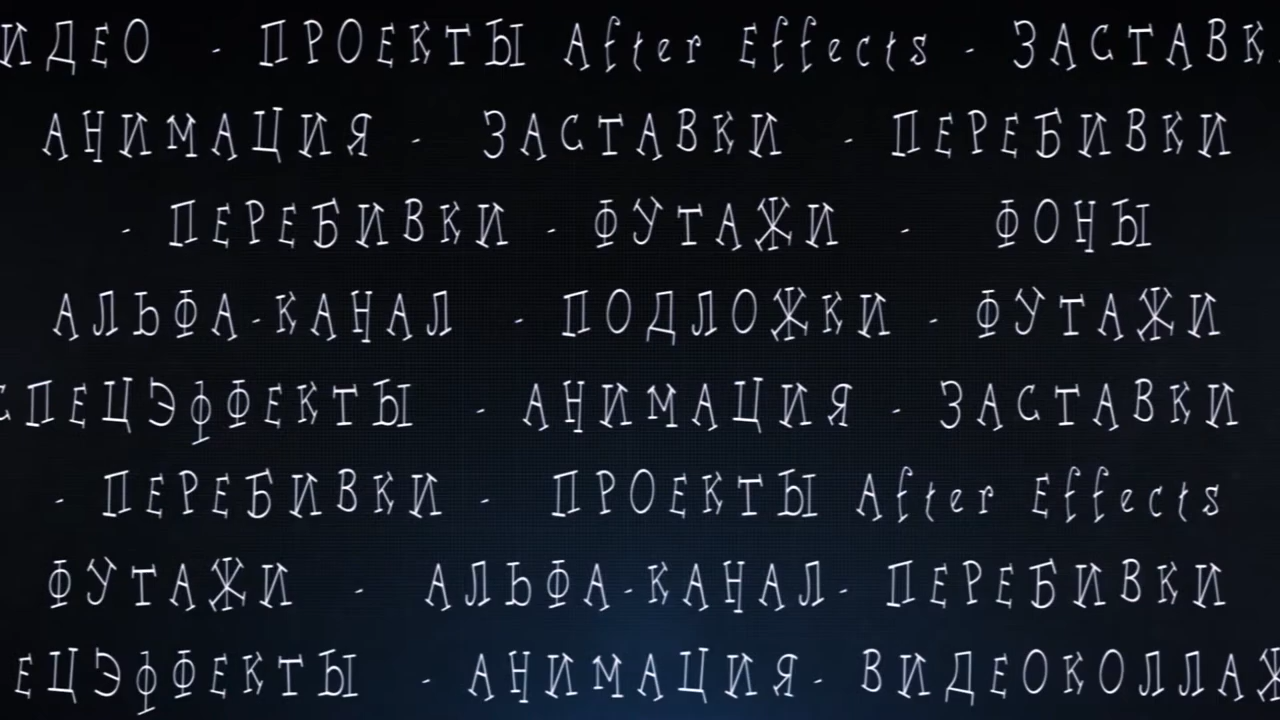 ИДЕО - ПРОЕКТЫ After Effects - ЗАСТАВК
АНИМАЦИЯ - ЗАСТАВКИ - ПЕРЕБИВКИ
- ПЕРЕБИВКИ - ФУТАЖИ - ФОНЫ
АЛЬФА-КАНАЛ - ПОДЛОЖКИ - ФУТАЖИ
СПЕЦЭФФЕКТЫ - АНИМАЦИЯ - ЗАСТАВКИ
- ПЕРЕБИВКИ - ПРОЕКТЫ After Effects
ФУТАЖИ - АЛЬФА-КАНАЛ - ПЕРЕБИВКИ
ЕЦЭФФЕКТЫ - АНИМАЦИЯ - ВИДЕОКОЛЛАЖ